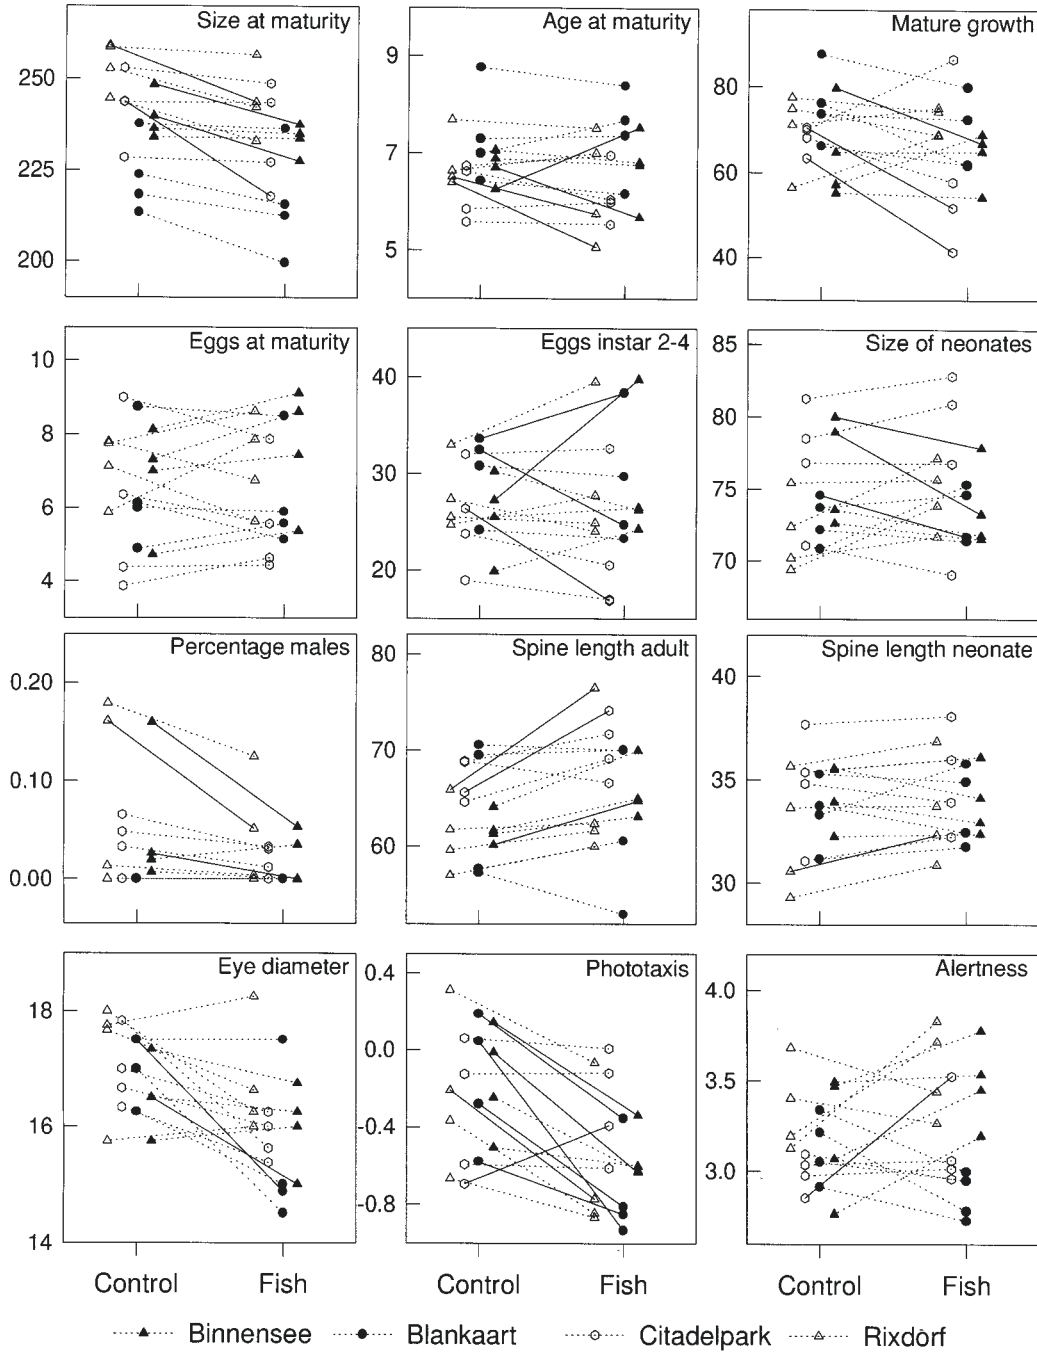 Size at maturity
250
225
200
Age at maturity
9
7
5
Mature growth
80
60
40
Eggs at maturity
10
8
6
4
Eggs instar 2-4
40
30
20
Size of neonates
85
80
75
70
Percentage males
0.20
0.10
0.00
Spine length adult
80
70
60
Spine length neonate
40
35
30
Eye diameter
18
16
14
Phototaxis
0.4
0.0
-0.4
-0.8
Alertness
4.0
3.5
3.0
Control Fish Control Fish Control Fish
Binnensee Blankaart Citadelpark Rixdorf